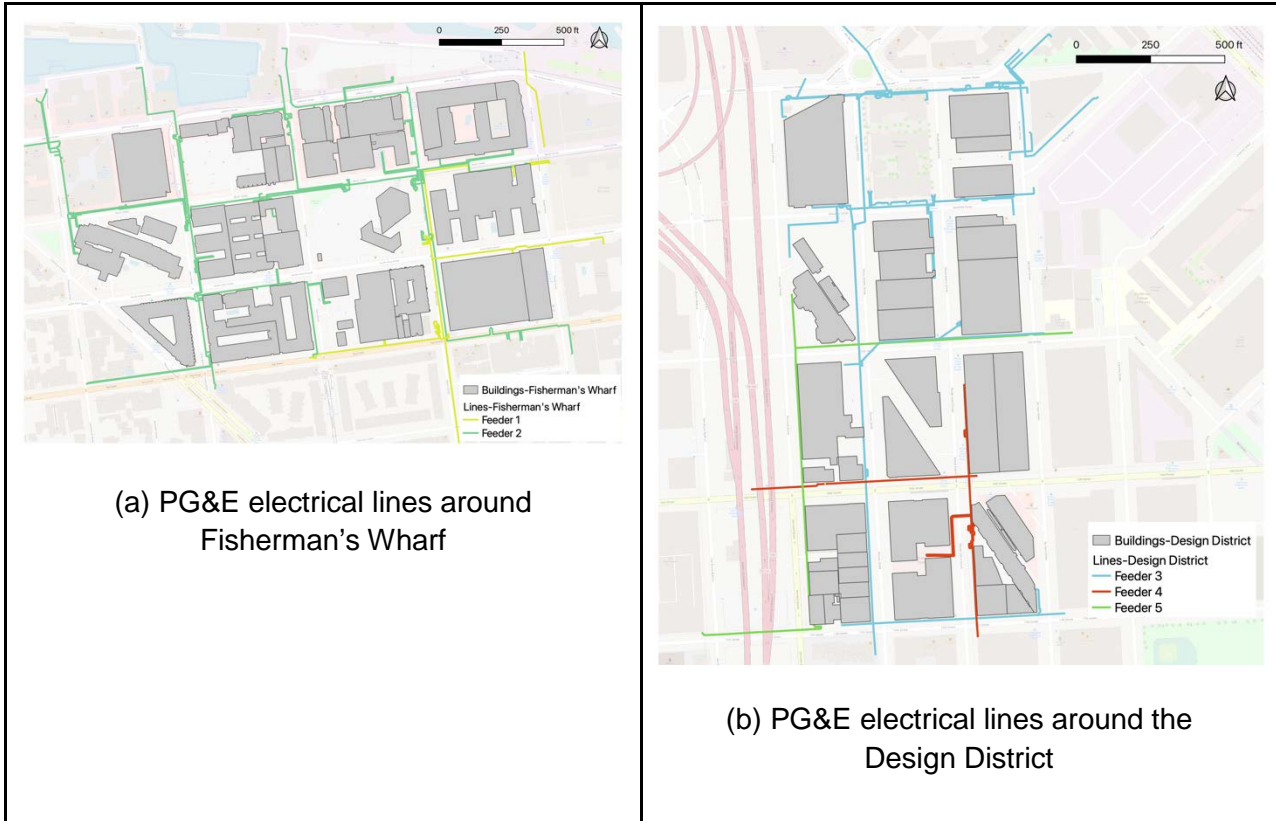 0 250 500 ft
Buildings-Fisherman's Wharf
Lines-Fisherman's Wharf
Feeder 1
Feeder 2
(a) PG&E electrical lines around
Fisherman's Wharf
0 250 500 ft
Buildings-Design District
Lines-Design District
Feeder 3
Feeder 4
Feeder 5
(b) PG&E electrical lines around the
Design District